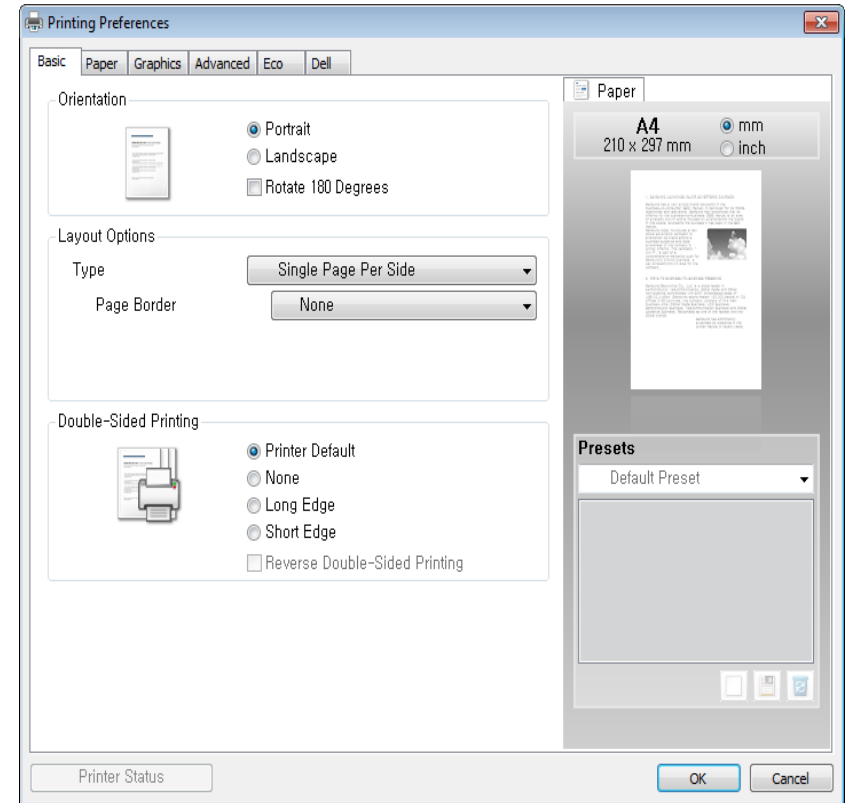 Printing Preferences
Basic Paper Graphics Advanced Eco Dell
Orientation
Portrait
Landscape
Rotate 180 Degrees
Layout Options
Type Single Page Per Side
Page Border None
Double-Sided Printing
Printer Default
None
Long Edge
Short Edge
Reverse Double-Sided Printing
Paper
A4
210 x 297 mm
mm
inch
Presets
Default Preset
Printer Status
OK Cancel